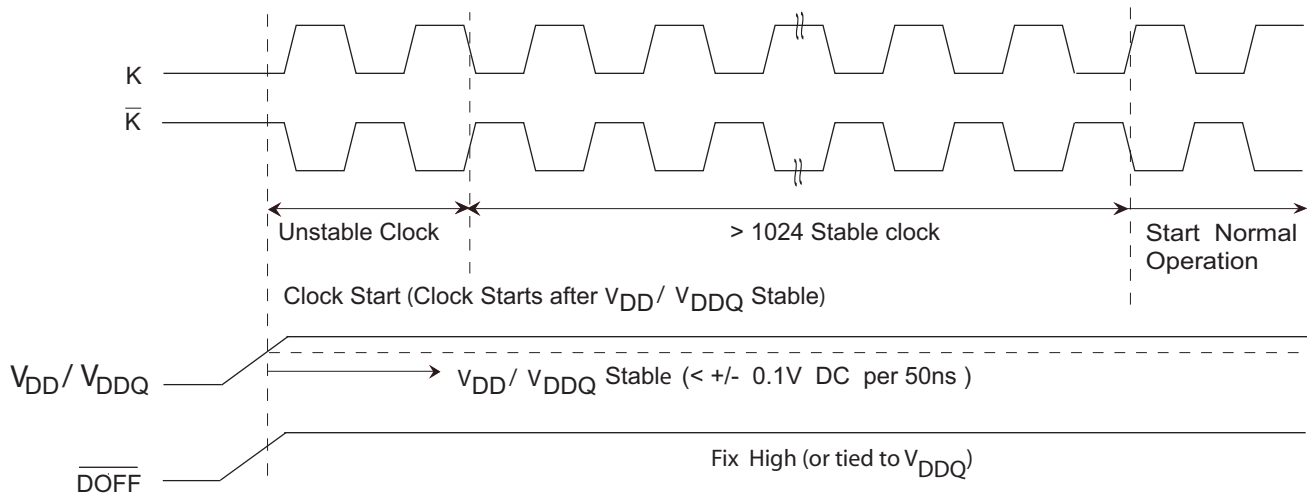 K
K̅
Unstable Clock
> 1024 Stable clock
Start Normal
Operation
Clock Start (Clock Starts after VDD / VDDQ Stable)
VDD / VDDQ
VDD / VDDQ Stable (< +/- 0.1V DC per 50ns )
Fix High (or tied to VDDQ)
D̅O̅F̅F̅